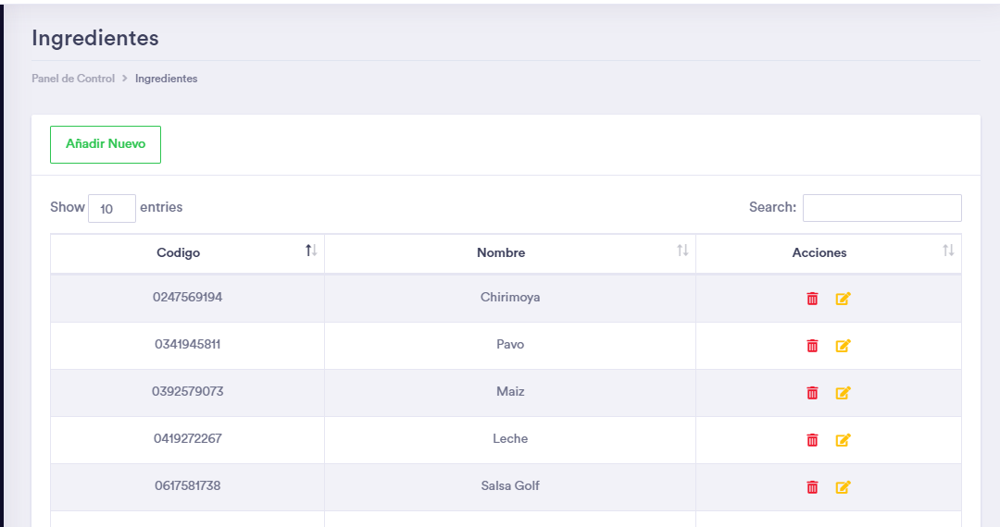 Ingredientes
Panel de Control > Ingredientes
Añadir Nuevo
Show 10 entries Search:
Codigo Nombre Acciones
0247569194 Chirimoya
0341945811 Pavo
0392579073 Maiz
0419272267 Leche
0617581738 Salsa Golf